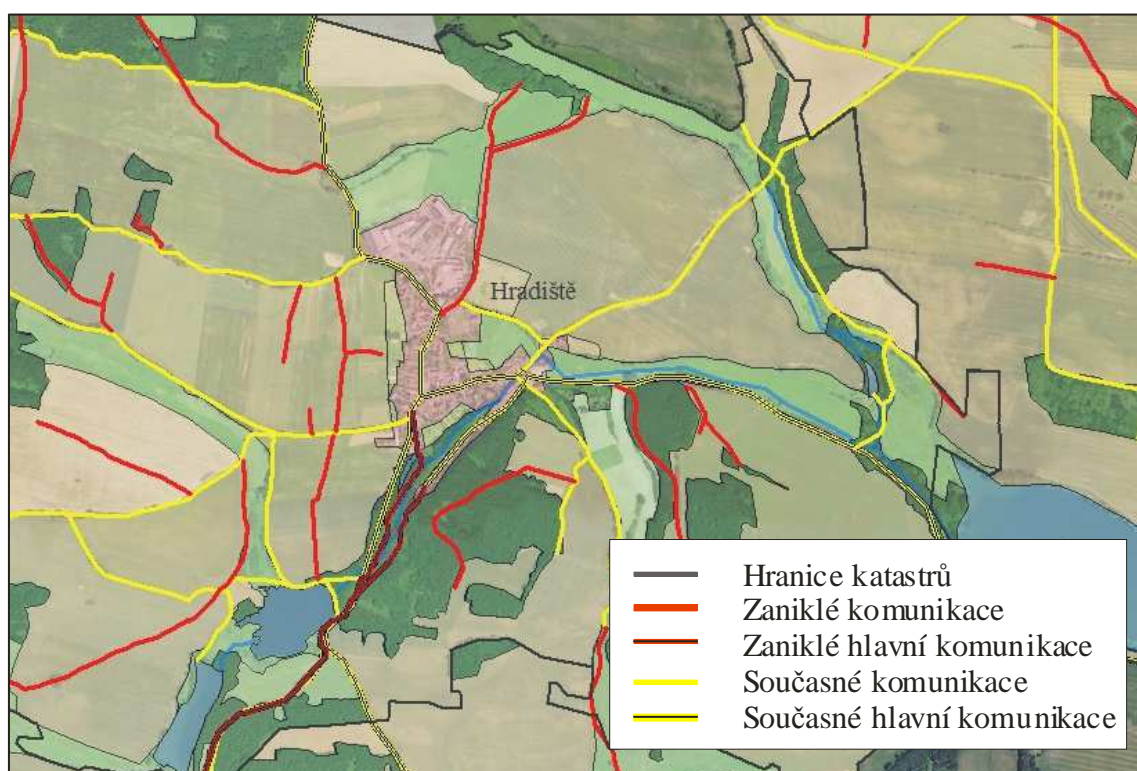 Hradiště
Hranice katastrů
Zaniklé komunikace
Zaniklé hlavní komunikace
Současné komunikace
Současné hlavní komunikace